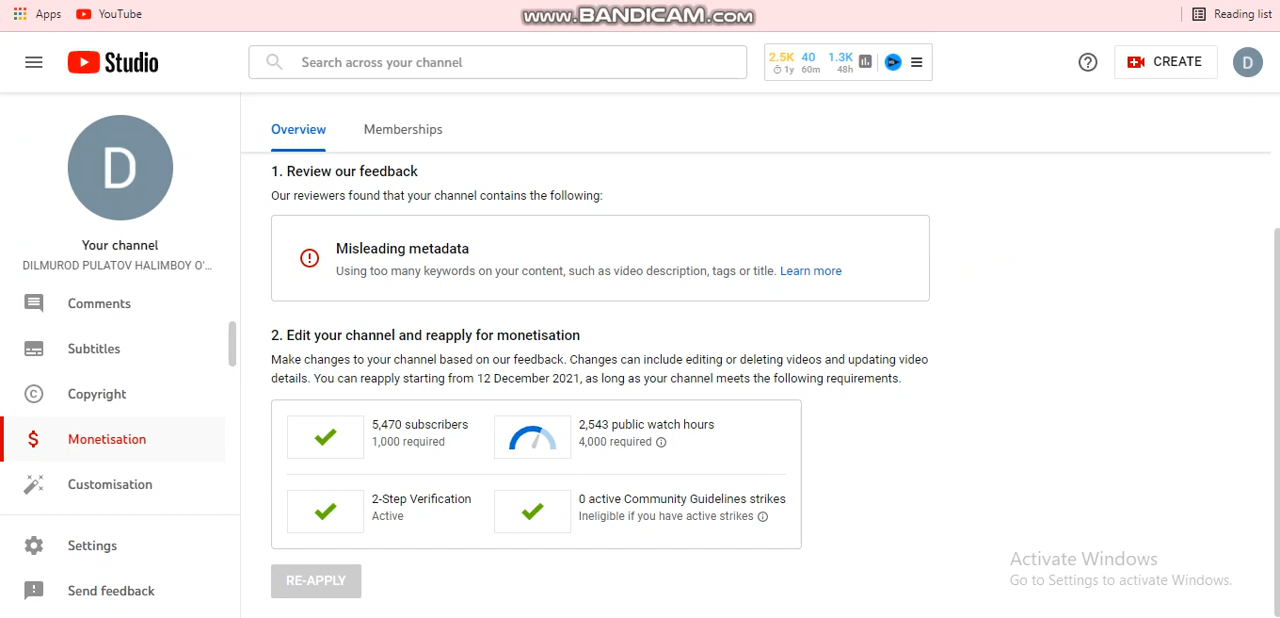 Apps
YouTube
www.BANDICAM.com
Reading list
Studio
Search across your channel
2.5K 40 1.3K
1y 60m 48h
CREATE
D
D
Your channel
DILMUROD PULATOV HALIMBOY O'...
Comments
Subtitles
Copyright
Monetisation
Customisation
Settings
Send feedback
Overview
Memberships
1. Review our feedback
Our reviewers found that your channel contains the following:
Misleading metadata
Using too many keywords on your content, such as video description, tags or title. Learn more
2. Edit your channel and reapply for monetisation
Make changes to your channel based on our feedback. Changes can include editing or deleting videos and updating video
details. You can reapply starting from 12 December 2021, as long as your channel meets the following requirements.
5,470 subscribers
1,000 required
2,543 public watch hours
4,000 required
2-Step Verification
Active
0 active Community Guidelines strikes
Ineligible if you have active strikes
RE-APPLY
Activate Windows
Go to Settings to activate Windows.